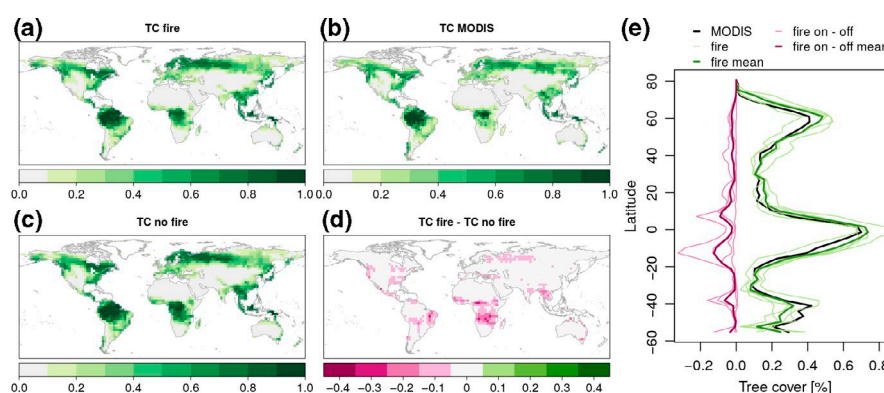 (a)
TC fire
(b)
TC MODIS
(e)
MODIS
fire
fire mean
fire on - off
fire on - off mean
0.0 0.2 0.4 0.6 0.8 1.0
0.0 0.2 0.4 0.6 0.8 1.0
(c)
TC no fire
(d)
TC fire - TC no fire
0.0 0.2 0.4 0.6 0.8 1.0
−0.4 −0.3 −0.2 −0.1 0 0.1 0.2 0.3 0.4
Latitude
80
60
40
20
0
−20
−40
−60
−0.2 0.0 0.2 0.4 0.6 0.8
Tree cover [%]